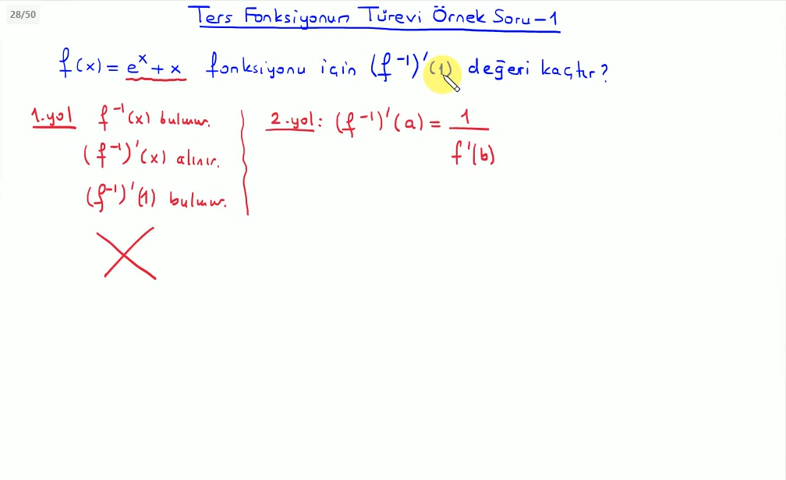 28/50
Ters Fonksiyonun Türevi Örnek Soru-1
f(x) = eˣ + x fonksiyonu için (f⁻¹)'(1) değeri kaçtır?
1.yol f⁻¹(x) bulunur.
(f⁻¹)'(x) alınır.
(f⁻¹)'(1) bulunur.
2.yol: (f⁻¹)'(a) = 1 / f'(b)